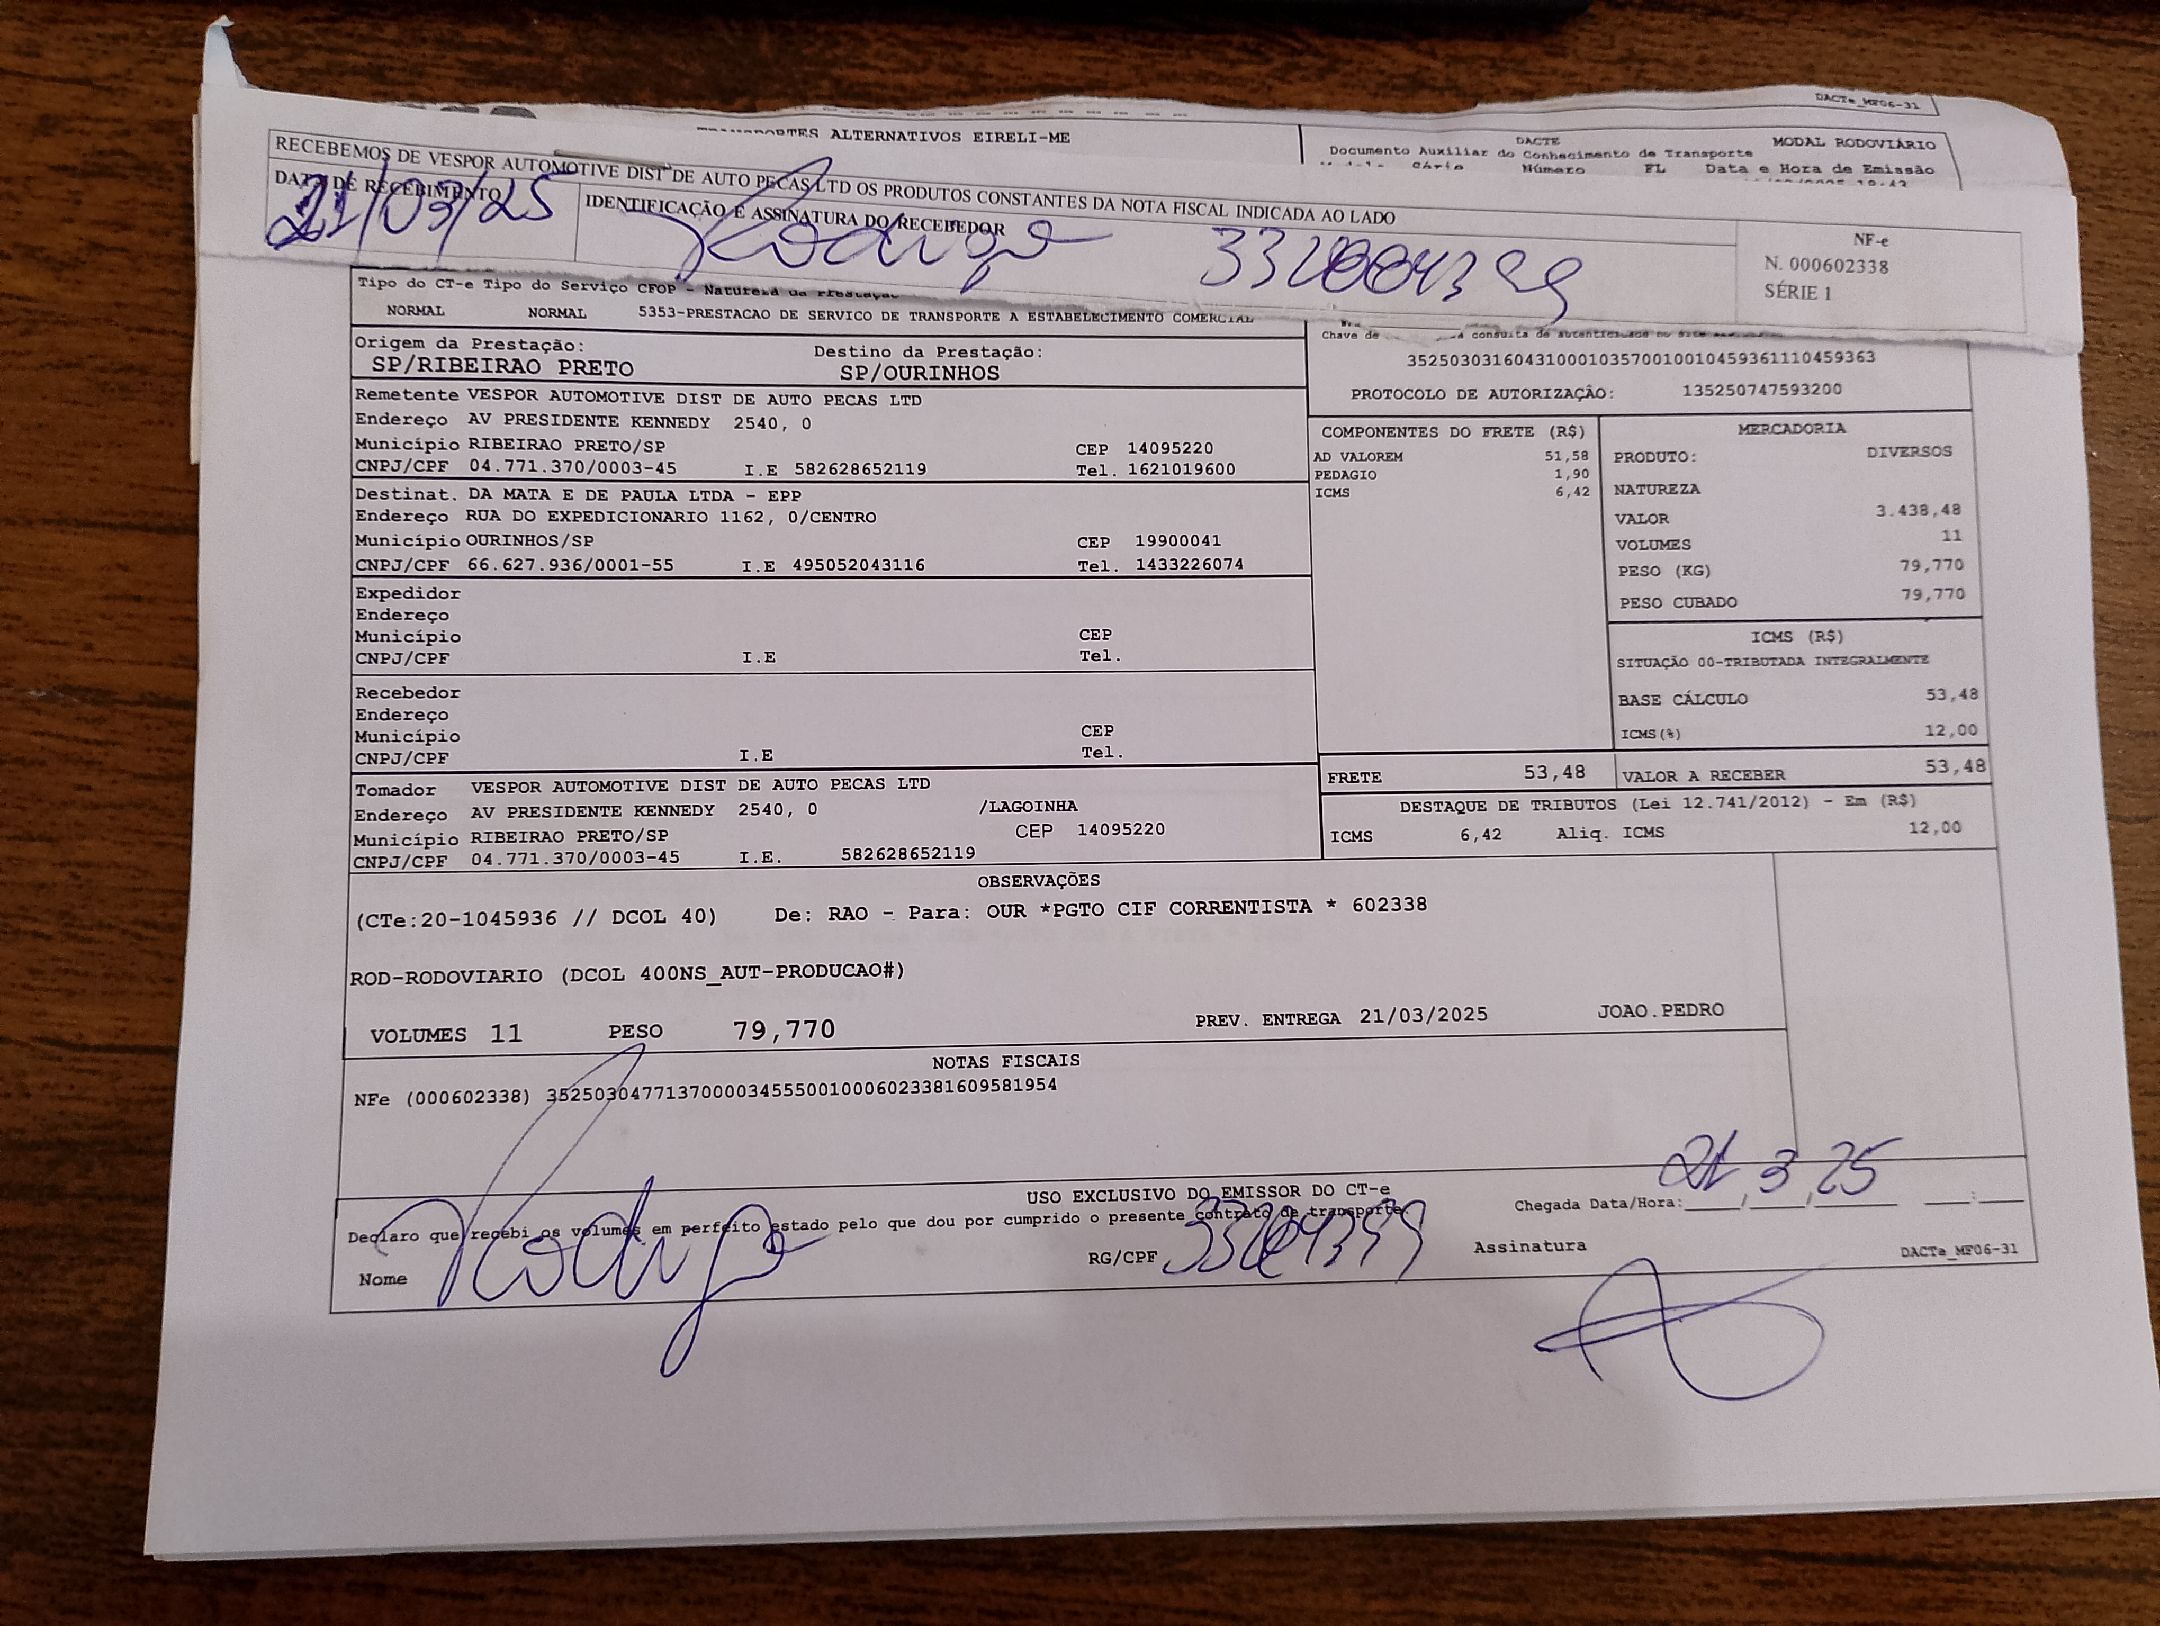 DACTe_MF06-31
TRANSPORTES ALTERNATIVOS EIRELI-ME
DACTE
MODAL RODOVIÁRIO
Documento Auxiliar do Conhecimento de Transporte
Série Número FL Data e Hora de Emissão
RECEBEMOS DE VESPOR AUTOMOTIVE DIST DE AUTO PECAS LTD OS PRODUTOS CONSTANTES DA NOTA FISCAL INDICADA AO LADO
DATA DE RECEBIMENTO
21/03/25
IDENTIFICAÇÃO E ASSINATURA DO RECEBEDOR
Rodrigo
NF-e
N. 000602338
SÉRIE 1
Tipo do CT-e Tipo do Serviço CFOP - Natureza da Prestação
NORMAL NORMAL 5353-PRESTACAO DE SERVICO DE TRANSPORTE A ESTABELECIMENTO COMERCIAL
Chave de consulta de autenticidade no site
35250303160431000103570010010459361110459363
PROTOCOLO DE AUTORIZAÇÃO: 135250747593200
Origem da Prestação: Destino da Prestação:
SP/RIBEIRAO PRETO SP/OURINHOS
Remetente VESPOR AUTOMOTIVE DIST DE AUTO PECAS LTD
Endereço AV PRESIDENTE KENNEDY 2540, 0
Município RIBEIRAO PRETO/SP CEP 14095220
CNPJ/CPF 04.771.370/0003-45 I.E 582628652119 Tel. 1621019600
Destinat. DA MATA E DE PAULA LTDA - EPP
Endereço RUA DO EXPEDICIONARIO 1162, 0/CENTRO
Município OURINHOS/SP CEP 19900041
CNPJ/CPF 66.627.936/0001-55 I.E 495052043116 Tel. 1433226074
Expedidor
Endereço
Município CEP
CNPJ/CPF I.E Tel.
Recebedor
Endereço
Município CEP
CNPJ/CPF I.E Tel.
Tomador VESPOR AUTOMOTIVE DIST DE AUTO PECAS LTD
Endereço AV PRESIDENTE KENNEDY 2540, 0 /LAGOINHA
Município RIBEIRAO PRETO/SP CEP 14095220
CNPJ/CPF 04.771.370/0003-45 I.E. 582628652119
COMPONENTES DO FRETE (R$)
AD VALOREM 51,58
PEDAGIO 1,90
ICMS 6,42
MERCADORIA
PRODUTO: DIVERSOS
NATUREZA
VALOR 3.438,48
VOLUMES 11
PESO (KG) 79,770
PESO CUBADO 79,770
ICMS (R$)
SITUAÇÃO 00-TRIBUTADA INTEGRALMENTE
BASE CÁLCULO 53,48
ICMS(%) 12,00
FRETE 53,48 VALOR A RECEBER 53,48
DESTAQUE DE TRIBUTOS (Lei 12.741/2012) - Em (R$)
ICMS 6,42 Aliq. ICMS 12,00
OBSERVAÇÕES
(CTe:20-1045936 // DCOL 40) De: RAO - Para: OUR *PGTO CIF CORRENTISTA * 602338
ROD-RODOVIARIO (DCOL 400NS_AUT-PRODUCAO#)
VOLUMES 11 PESO 79,770 PREV. ENTREGA 21/03/2025 JOAO.PEDRO
NOTAS FISCAIS
NFe (000602338) 35250304771370000345550010006023381609581954
USO EXCLUSIVO DO EMISSOR DO CT-e
Declaro que recebi os volumes em perfeito estado pelo que dou por cumprido o presente contrato de transporte.
Chegada Data/Hora: 21/3/25
Nome Rodrigo RG/CPF Assinatura
DACTe_MF06-31